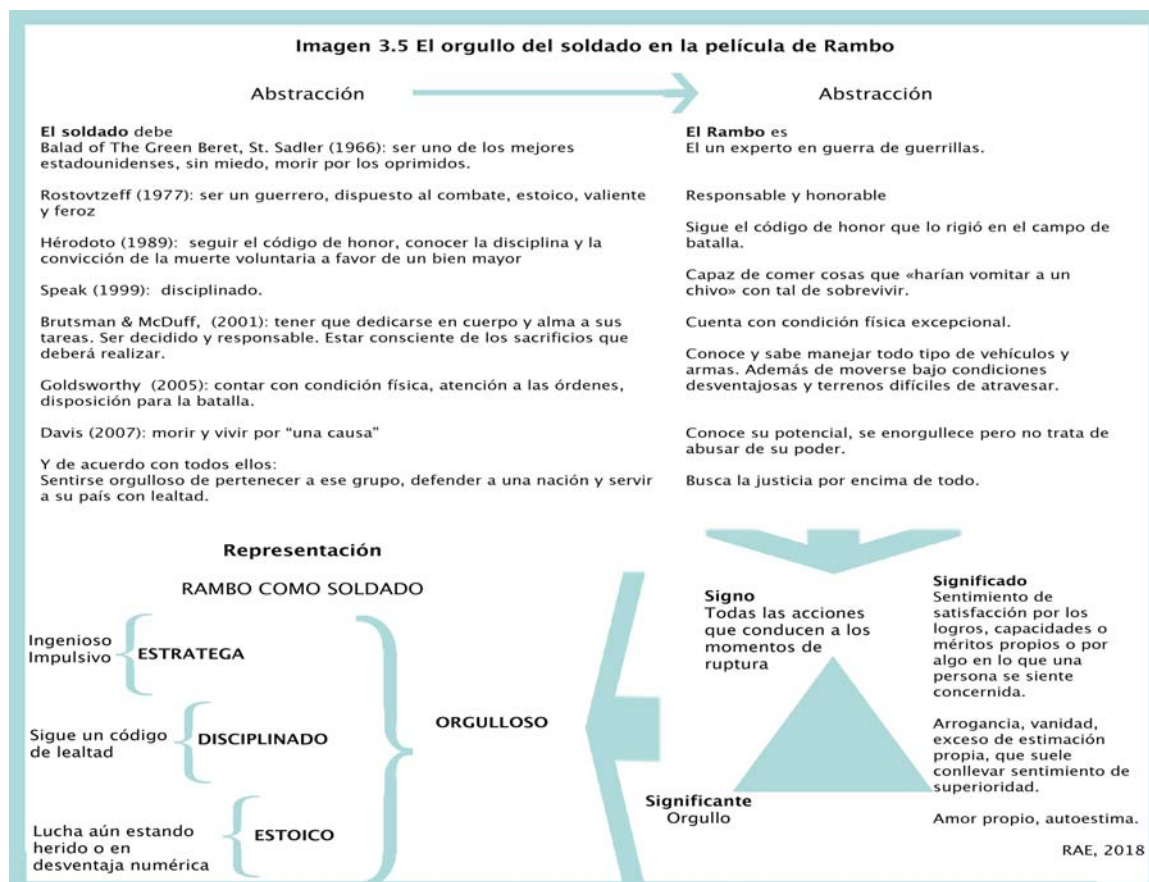 Imagen 3.5 El orgullo del soldado en la película de Rambo
Abstracción
Abstracción
El soldado debe
Balad of The Green Beret, St. Sadler (1966): ser uno de los mejores
estadounidenses, sin miedo, morir por los oprimidos.
Rostovtzeff (1977): ser un guerrero, dispuesto al combate, estoico, valiente
y feroz
Hérodoto (1989): seguir el código de honor, conocer la disciplina y la
convicción de la muerte voluntaria a favor de un bien mayor
Speak (1999): disciplinado.
Brutsman & McDuff, (2001): tener que dedicarse en cuerpo y alma a sus
tareas. Ser decidido y responsable. Estar consciente de los sacrificios que
deberá realizar.
Goldsworthy (2005): contar con condición física, atención a las órdenes,
disposición para la batalla.
Davis (2007): morir y vivir por “una causa”
Y de acuerdo con todos ellos:
Sentirse orgulloso de pertenecer a ese grupo, defender a una nación y servir
a su país con lealtad.
El Rambo es
El un experto en guerra de guerrillas.
Responsable y honorable
Sigue el código de honor que lo rigió en el campo de
batalla.
Capaz de comer cosas que «harían vomitar a un
chivo» con tal de sobrevivir.
Cuenta con condición física excepcional.
Conoce y sabe manejar todo tipo de vehículos y
armas. Además de moverse bajo condiciones
desventajosas y terrenos difíciles de atravesar.
Conoce su potencial, se enorgullece pero no trata de
abusar de su poder.
Busca la justicia por encima de todo.
Representación
RAMBO COMO SOLDADO
Ingenioso
Impulsivo
ESTRATEGA
Sigue un código
de lealtad
DISCIPLINADO
Lucha aún estando
herido o en
desventaja numérica
ESTOICO
ORGULLOSO
Signo
Todas las acciones
que conducen a los
momentos de
ruptura
Significante
Orgullo
Significado
Sentimiento de
satisfacción por los
logros, capacidades o
méritos propios o por
algo en lo que una
persona se siente
concernida.
Arrogancia, vanidad,
exceso de estimación
propia, que suele
conllevar sentimiento de
superioridad.
Amor propio, autoestima.
RAE, 2018